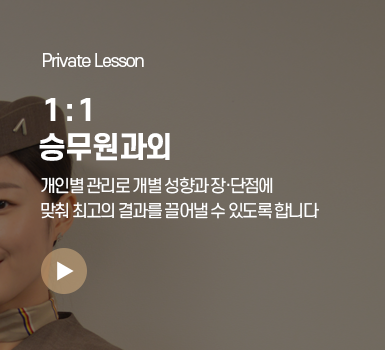 Private Lesson
1 : 1
승무원과외
개인별 관리로 개별 성향과 장·단점에
맞춰 최고의 결과를 끌어낼 수 있도록 합니다